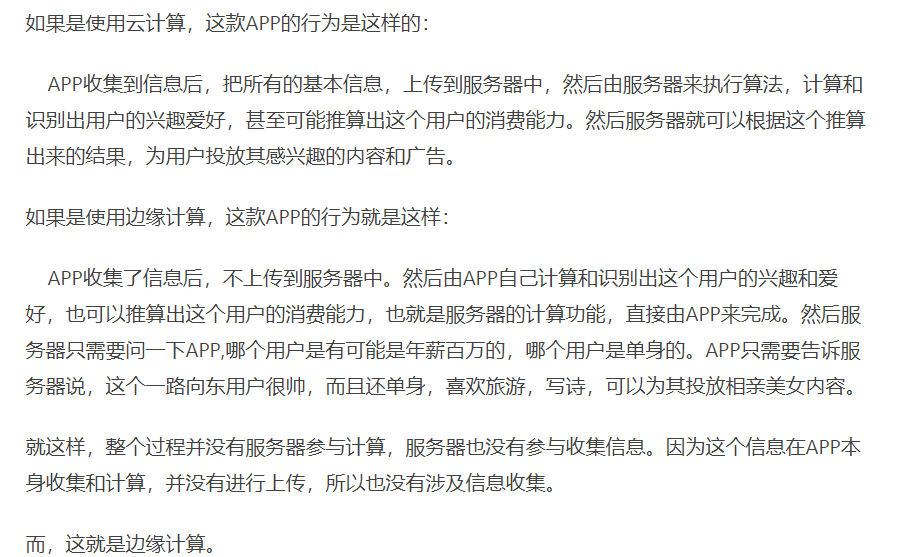 如果是使用云计算，这款APP的行为是这样的：
APP收集到信息后，把所有的基本信息，上传到服务器中，然后由服务器来执行算法，计算和
识别出用户的兴趣爱好，甚至可能推算出这个用户的消费能力。然后服务器就可以根据这个推算
出来的结果，为用户投放其感兴趣的内容和广告。
如果是使用边缘计算，这款APP的行为就是这样：
APP收集了信息后，不上传到服务器中。然后由APP自己计算和识别出这个用户的兴趣和爱
好，也可以推算出这个用户的消费能力，也就是服务器的计算功能，直接由APP来完成。然后服
务器只需要问一下APP,哪个用户是有可能是年薪百万的，哪个用户是单身的。APP只需要告诉服
务器说，这个一路向东用户很帅，而且还单身，喜欢旅游，写诗，可以为其投放相亲美女内容。
就这样，整个过程并没有服务器参与计算，服务器也没有参与收集信息。因为这个信息在APP本
身收集和计算，并没有进行上传，所以也没有涉及信息收集。
而，这就是边缘计算。